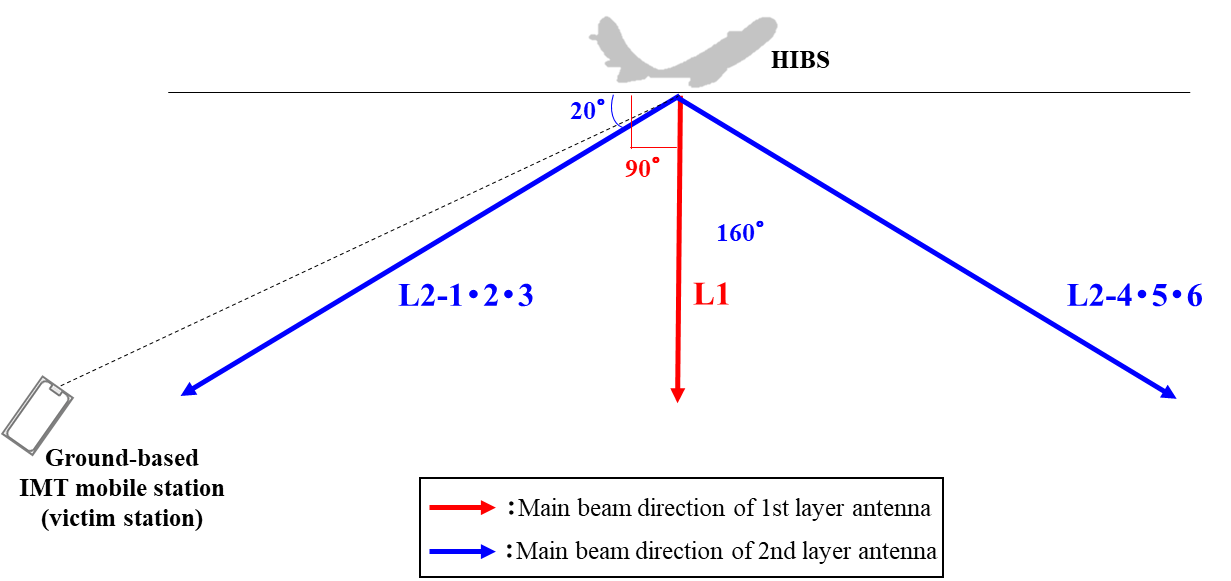 HIBS
20°
90°
160°
L2-1・2・3
L1
L2-4・5・6
Ground-based
IMT mobile station
(victim station)
：Main beam direction of 1st layer antenna
：Main beam direction of 2nd layer antenna